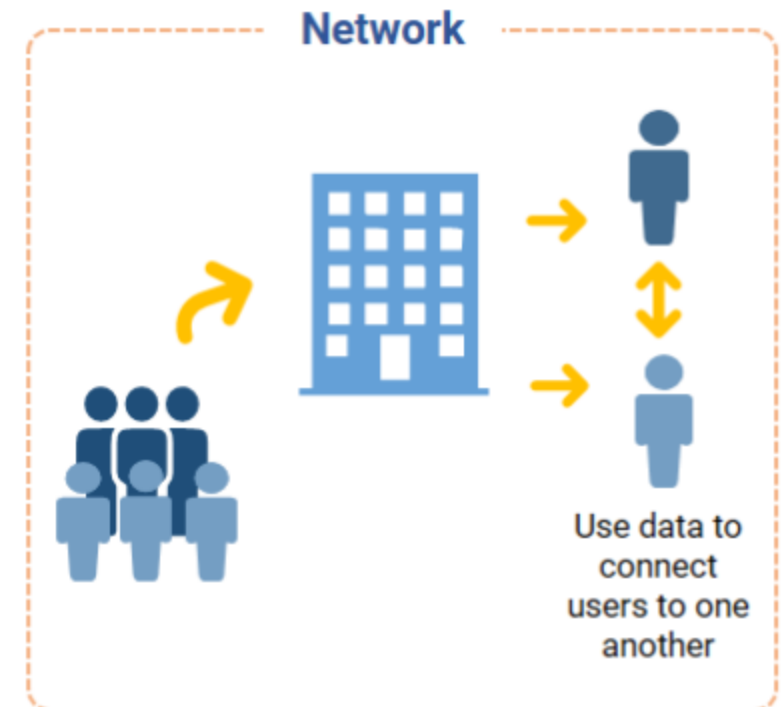 Network
Use data to
connect
users to one
another